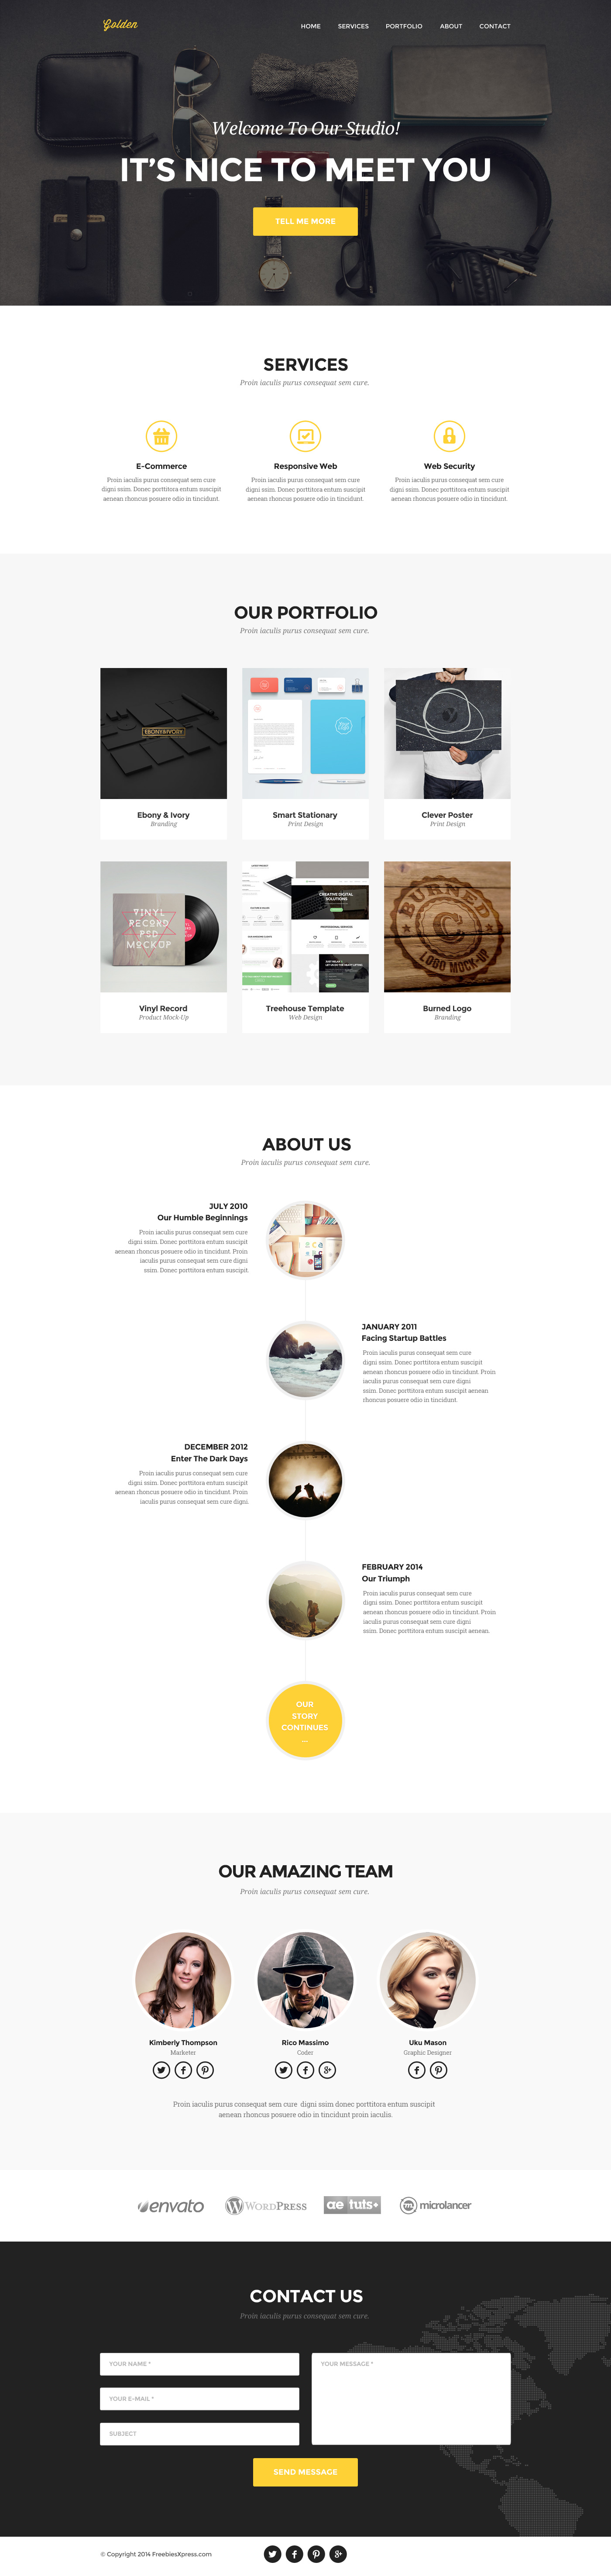 Golden
HOME SERVICES PORTFOLIO ABOUT CONTACT
Welcome To Our Studio!
IT'S NICE TO MEET YOU
TELL ME MORE
SERVICES
Proin iaculis purus consequat sem cure.
E-Commerce
Proin iaculis purus consequat sem cure
digni ssim. Donec porttitora entum suscipit
aenean rhoncus posuere odio in tincidunt.
Responsive Web
Proin iaculis purus consequat sem cure
digni ssim. Donec porttitora entum suscipit
aenean rhoncus posuere odio in tincidunt.
Web Security
Proin iaculis purus consequat sem cure
digni ssim. Donec porttitora entum suscipit
aenean rhoncus posuere odio in tincidunt.
OUR PORTFOLIO
Proin iaculis purus consequat sem cure.
EBONY&IVORY
Ebony & Ivory
Branding
Smart Stationary
Print Design
Clever Poster
Print Design
VINYL
RECORD
PSD
MOCKUP
Vinyl Record
Product Mock-Up
CREATIVE DIGITAL
SOLUTIONS
Treehouse Template
Web Design
BURNED
LOGO MOCK-UP
Burned Logo
Branding
ABOUT US
Proin iaculis purus consequat sem cure.
JULY 2010
Our Humble Beginnings
Proin iaculis purus consequat sem cure
digni ssim. Donec porttitora entum suscipit
aenean rhoncus posuere odio in tincidunt. Proin
iaculis purus consequat sem cure digni
ssim. Donec porttitora entum suscipit.
JANUARY 2011
Facing Startup Battles
Proin iaculis purus consequat sem cure
digni ssim. Donec porttitora entum suscipit
aenean rhoncus posuere odio in tincidunt. Proin
iaculis purus consequat sem cure digni
ssim. Donec porttitora entum suscipit aenean
rhoncus posuere odio in tincidunt.
DECEMBER 2012
Enter The Dark Days
Proin iaculis purus consequat sem cure
digni ssim. Donec porttitora entum suscipit
aenean rhoncus posuere odio in tincidunt. Proin
iaculis purus consequat sem cure digni.
FEBRUARY 2014
Our Triumph
Proin iaculis purus consequat sem cure
digni ssim. Donec porttitora entum suscipit
aenean rhoncus posuere odio in tincidunt. Proin
iaculis purus consequat sem cure digni
ssim. Donec porttitora entum suscipit aenean.
OUR
STORY
CONTINUES
...
OUR AMAZING TEAM
Proin iaculis purus consequat sem cure.
Kimberly Thompson
Marketer
Rico Massimo
Coder
Uku Mason
Graphic Designer
Proin iaculis purus consequat sem cure digni ssim donec porttitora entum suscipit
aenean rhoncus posuere odio in tincidunt proin iaculis.
envato
WORDPRESS
ae tuts+
microlancer
CONTACT US
Proin iaculis purus consequat sem cure.
YOUR NAME *
YOUR E-MAIL *
SUBJECT
YOUR MESSAGE *
SEND MESSAGE
© Copyright 2014 FreebiesXpress.com